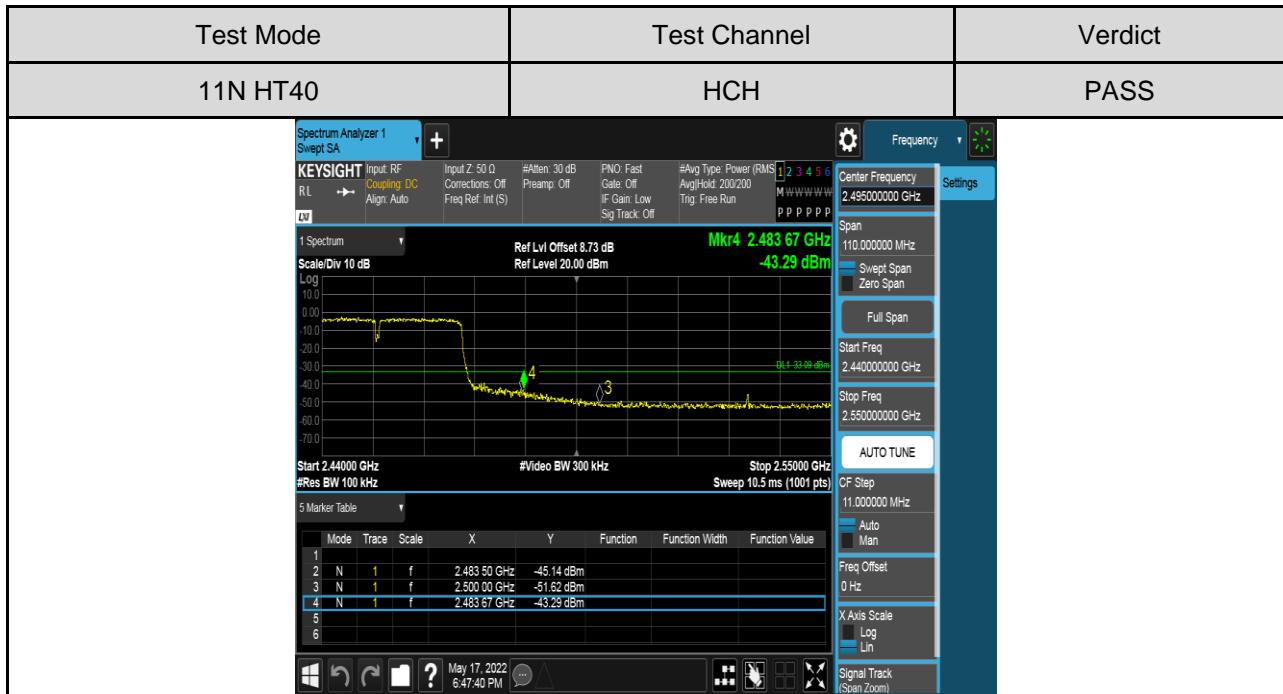 Test Mode Test Channel Verdict
11N HT40 HCH PASS
Spectrum Analyzer 1
Swept SA
+
Frequency
KEYSIGHT
RL
LXI
Input: RF
Coupling: DC
Align: Auto
Input Z: 50 Ω
Corrections: Off
Freq Ref: Int (S)
#Atten: 30 dB
Preamp: Off
PNO: Fast
Gate: Off
IF Gain: Low
Sig Track: Off
#Avg Type: Power (RMS
Avg|Hold: 200/200
Trig: Free Run
1 2 3 4 5 6
M W W W W W
P P P P P P
1 Spectrum
Scale/Div 10 dB
Ref Lvl Offset 8.73 dB
Ref Level 20.00 dBm
Mkr4 2.483 67 GHz
-43.29 dBm
Log
10.0
0.00
-10.0
-20.0
-30.0
-40.0
-50.0
-60.0
-70.0
DL1 -33.09 dBm
4
3
Start 2.44000 GHz
#Res BW 100 kHz
#Video BW 300 kHz
Stop 2.55000 GHz
Sweep 10.5 ms (1001 pts)
5 Marker Table
Mode Trace Scale X Y Function Function Width Function Value
1
2 N 1 f 2.483 50 GHz -45.14 dBm
3 N 1 f 2.500 00 GHz -51.62 dBm
4 N 1 f 2.483 67 GHz -43.29 dBm
5
6
?
May 17, 2022
6:47:40 PM
Center Frequency
2.495000000 GHz
Settings
Span
110.000000 MHz
Swept Span
Zero Span
Full Span
Start Freq
2.440000000 GHz
Stop Freq
2.550000000 GHz
AUTO TUNE
CF Step
11.000000 MHz
Auto
Man
Freq Offset
0 Hz
X Axis Scale
Log
Lin
Signal Track
(Span Zoom)